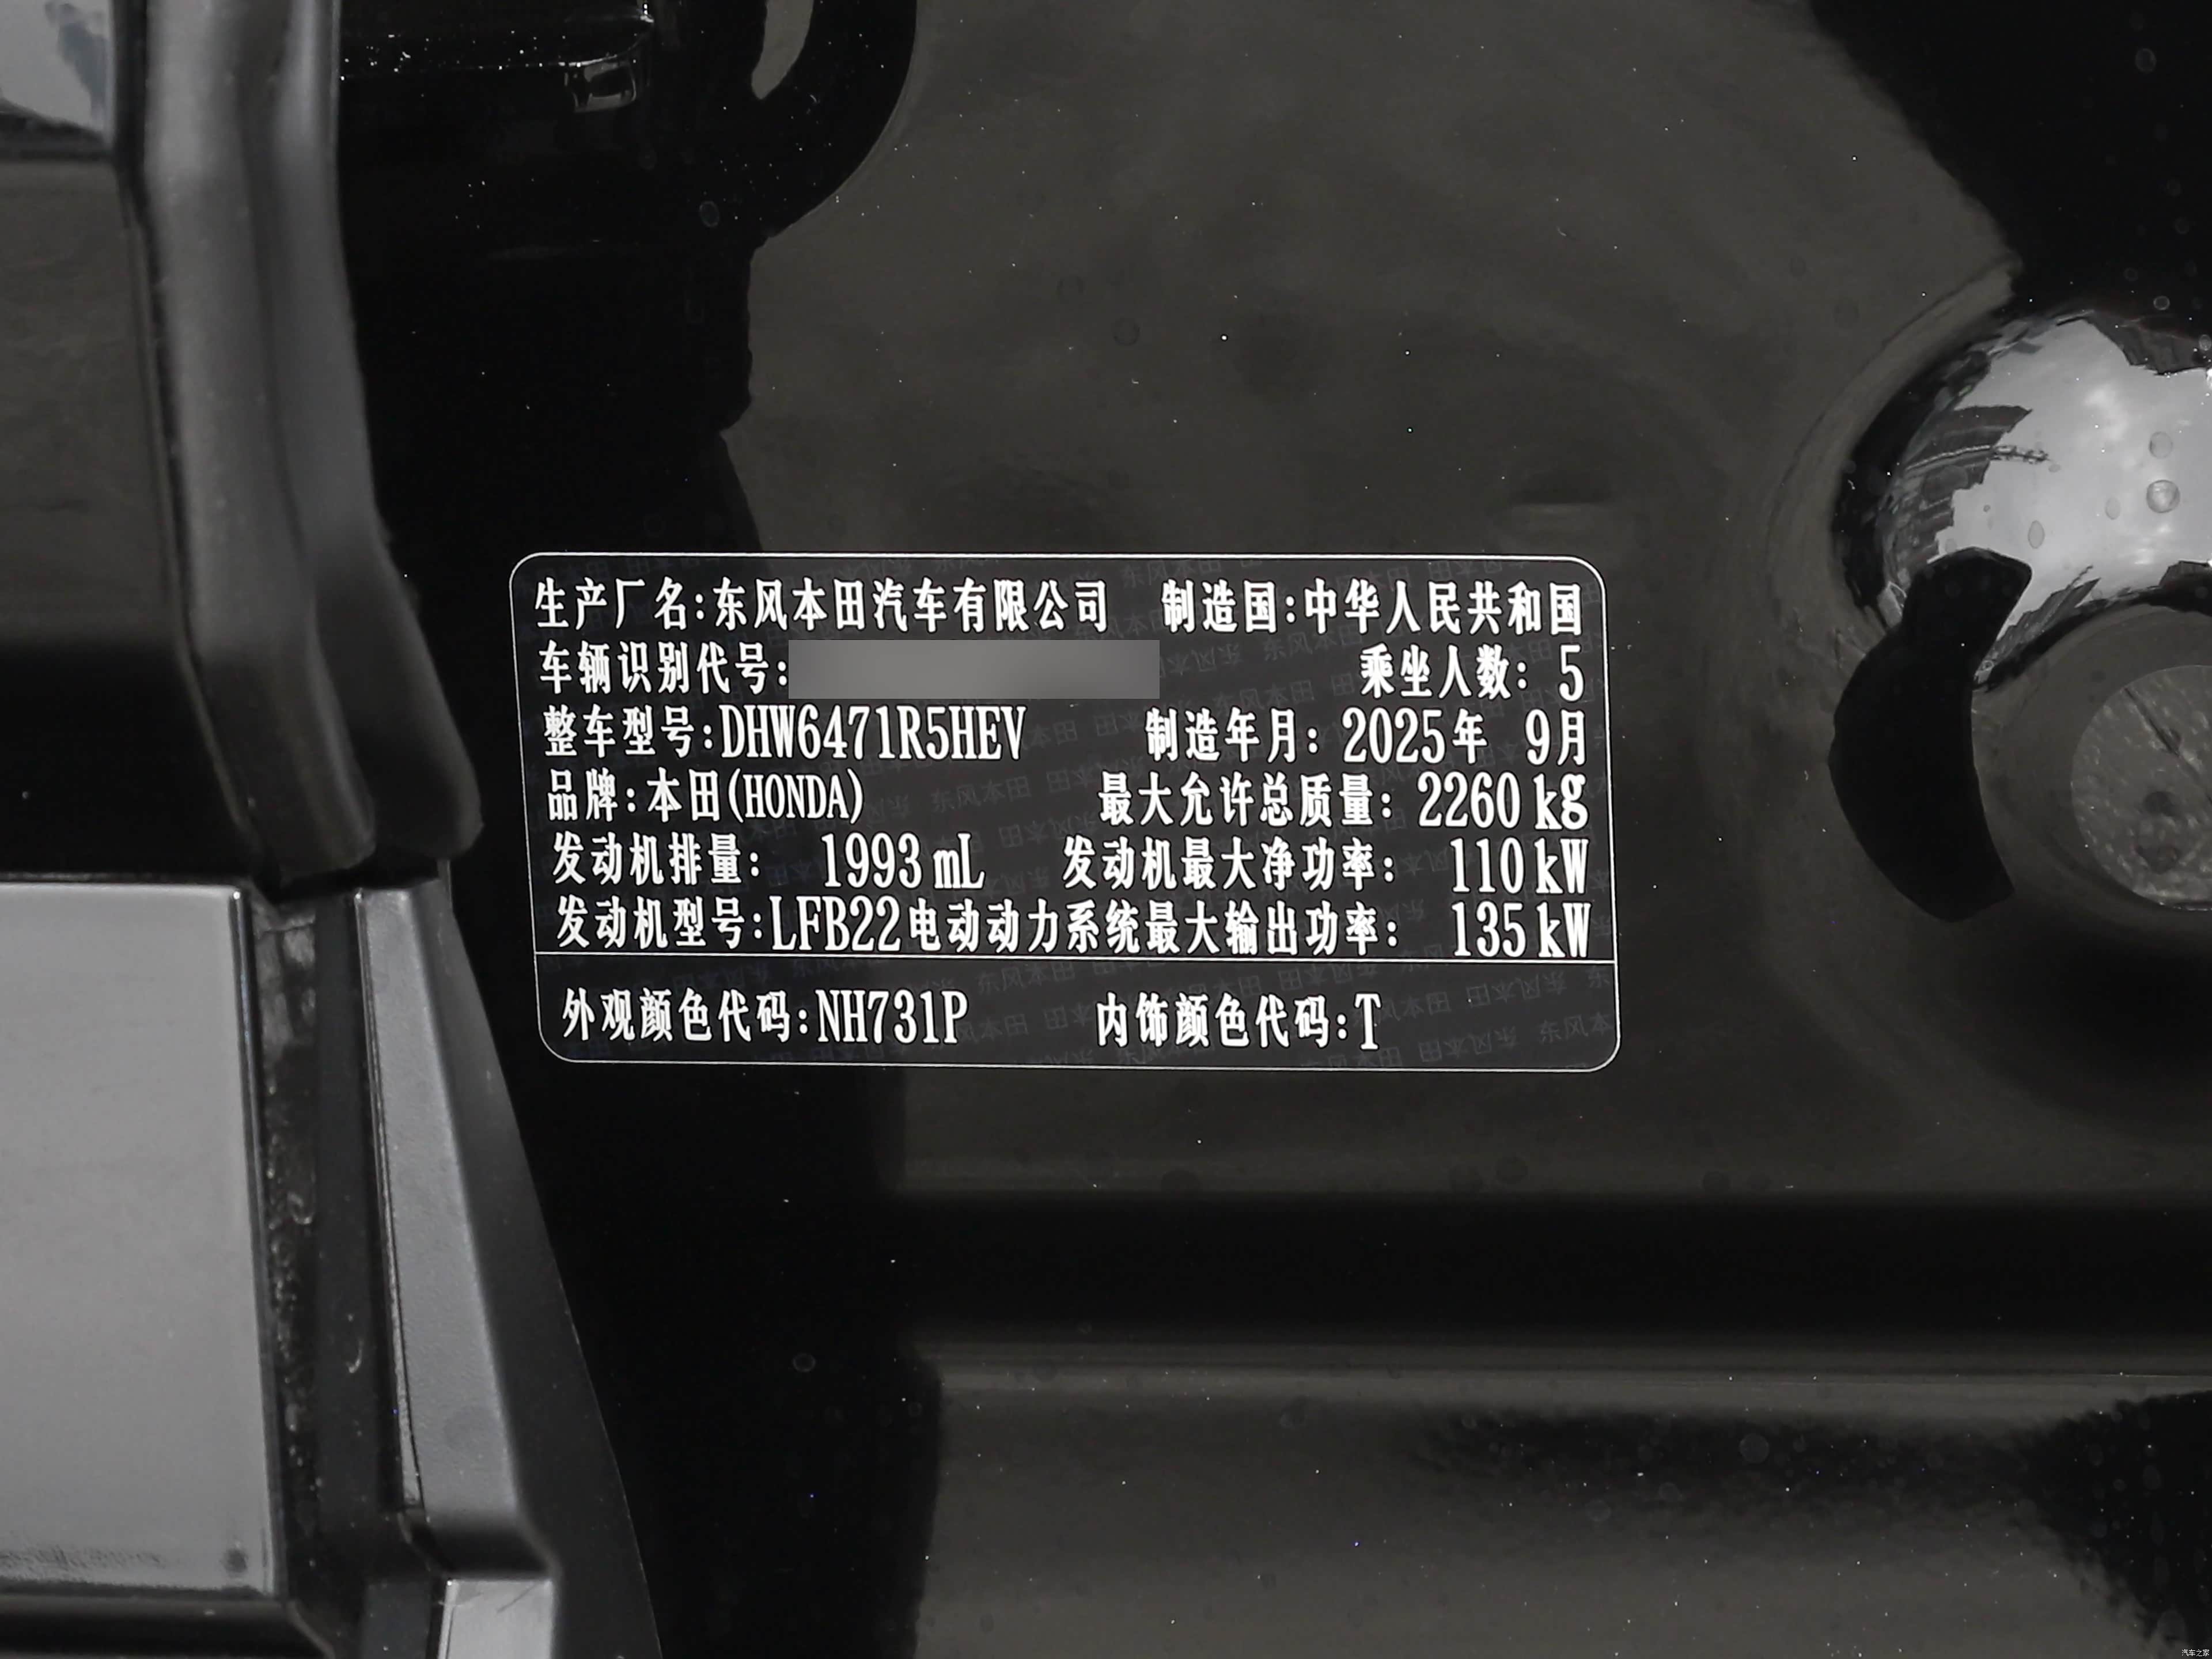 生产厂名:东风本田汽车有限公司 制造国:中华人民共和国
车辆识别代号: 乘坐人数: 5
整车型号:DHW6471R5HEV 制造年月: 2025年 9月
品牌:本田(HONDA) 最大允许总质量: 2260 kg
发动机排量: 1993 mL 发动机最大净功率: 110 kW
发动机型号:LFB22 电动动力系统最大输出功率: 135 kW
外观颜色代码:NH731P 内饰颜色代码:T
汽车之家